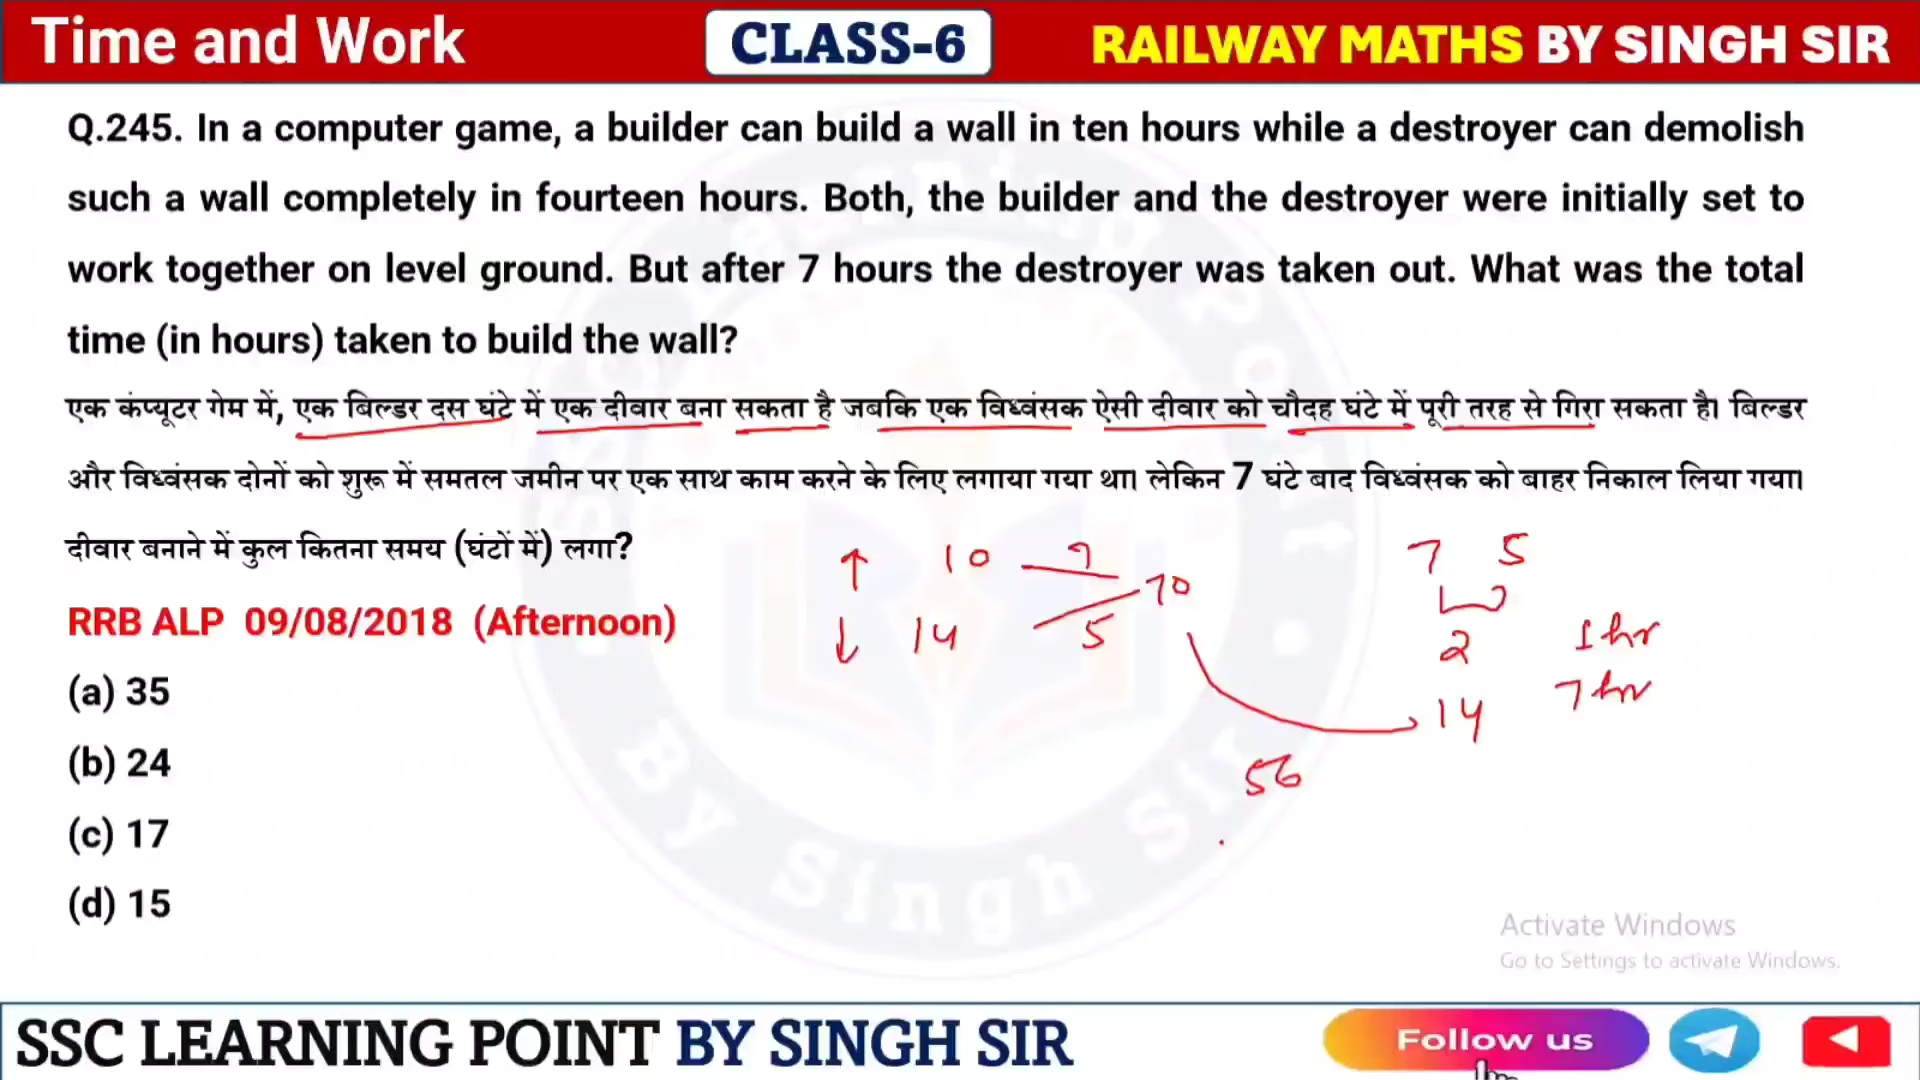 Time and Work
CLASS-6
RAILWAY MATHS BY SINGH SIR
Q.245. In a computer game, a builder can build a wall in ten hours while a destroyer can demolish
such a wall completely in fourteen hours. Both, the builder and the destroyer were initially set to
work together on level ground. But after 7 hours the destroyer was taken out. What was the total
time (in hours) taken to build the wall?
एक कंप्यूटर गेम में, एक बिल्डर दस घंटे में एक दीवार बना सकता है जबकि एक विध्वंसक ऐसी दीवार को चौदह घंटे में पूरी तरह से गिरा सकता है। बिल्डर
और विध्वंसक दोनों को शुरू में समतल जमीन पर एक साथ काम करने के लिए लगाया गया था। लेकिन 7 घंटे बाद विध्वंसक को बाहर निकाल लिया गया।
दीवार बनाने में कुल कितना समय (घंटों में) लगा?
↑ 10 7 70
↓ 14 5
7 5
2 1 hr
14 7 hr
56
RRB ALP 09/08/2018 (Afternoon)
(a) 35
(b) 24
(c) 17
(d) 15
SSC Learning Point
By Singh Sir
Activate Windows
Go to Settings to activate Windows.
SSC LEARNING POINT BY SINGH SIR
Follow us